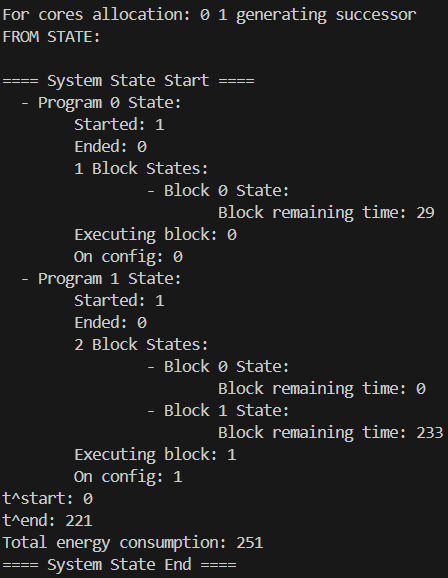 For cores allocation: 0 1 generating successor
FROM STATE:
==== System State Start ====
- Program 0 State:
Started: 1
Ended: 0
1 Block States:
- Block 0 State:
Block remaining time: 29
Executing block: 0
On config: 0
- Program 1 State:
Started: 1
Ended: 0
2 Block States:
- Block 0 State:
Block remaining time: 0
- Block 1 State:
Block remaining time: 233
Executing block: 1
On config: 1
t^start: 0
t^end: 221
Total energy consumption: 251
==== System State End ====